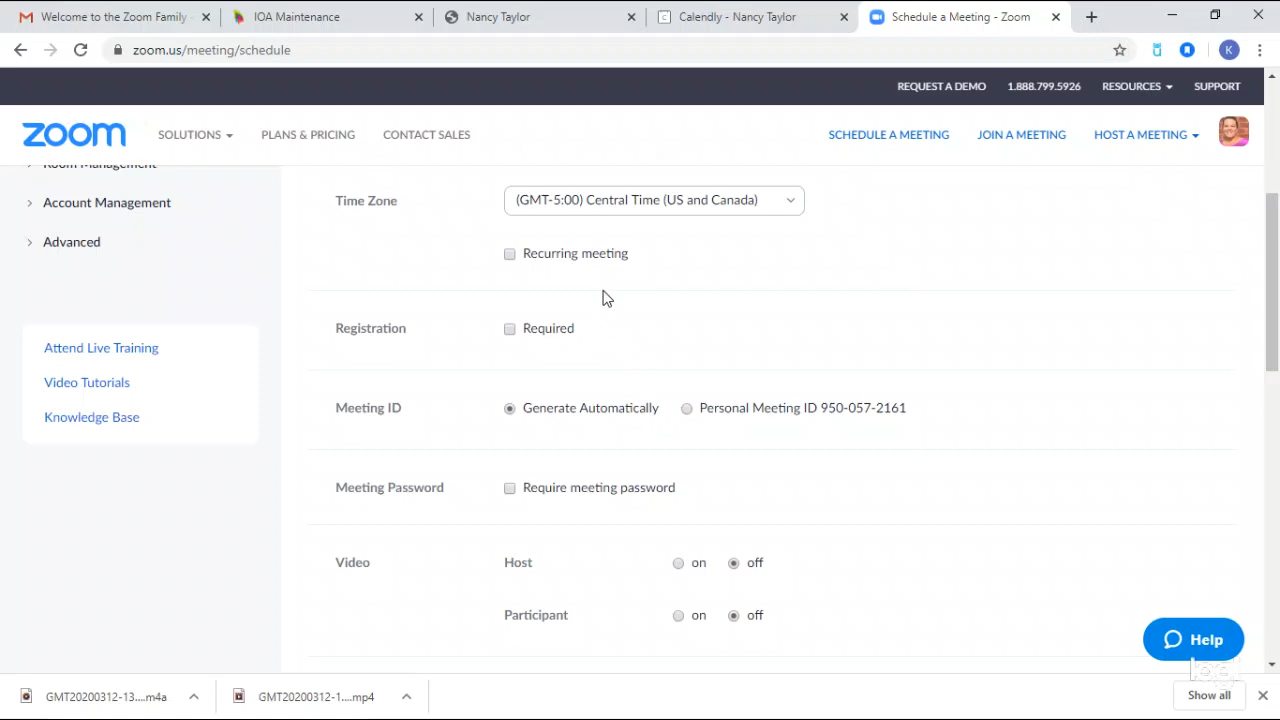 Welcome to the Zoom Family
IOA Maintenance
Nancy Taylor
Calendly - Nancy Taylor
Schedule a Meeting - Zoom
zoom.us/meeting/schedule
K
REQUEST A DEMO
1.888.799.5926
RESOURCES
SUPPORT
zoom
SOLUTIONS
PLANS & PRICING
CONTACT SALES
SCHEDULE A MEETING
JOIN A MEETING
HOST A MEETING
Room Management
Account Management
Advanced
Attend Live Training
Video Tutorials
Knowledge Base
Time Zone
(GMT-5:00) Central Time (US and Canada)
Recurring meeting
Registration
Required
Meeting ID
Generate Automatically
Personal Meeting ID 950-057-2161
Meeting Password
Require meeting password
Video
Host
on
off
Participant
on
off
Help
GMT20200312-13....m4a
GMT20200312-1....mp4
Show all